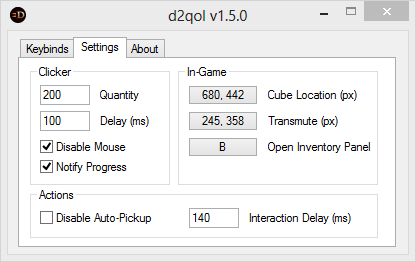 d2qol v1.5.0
Keybinds Settings About
Clicker
200 Quantity
100 Delay (ms)
Disable Mouse
Notify Progress
In-Game
680, 442 Cube Location (px)
245, 358 Transmute (px)
B Open Inventory Panel
Actions
Disable Auto-Pickup 140 Interaction Delay (ms)